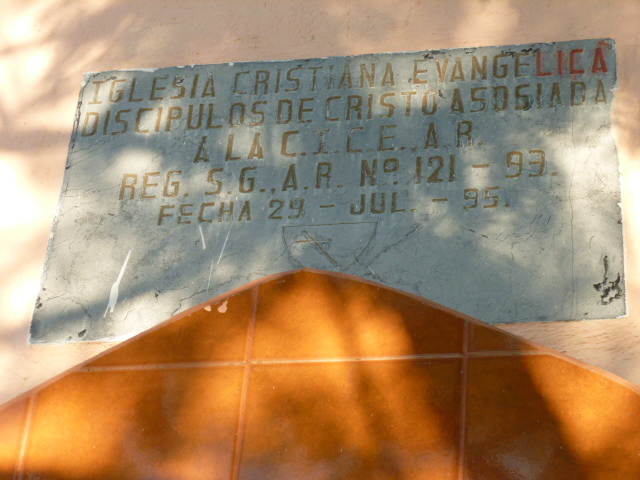 IGLESIA CRISTIANA EVANGELICA
DISCIPULOS DE CRISTO ASOSIADA
A LA C.I.C.E., A.R.
REG. S.G., A.R. Nº. 121 - 93.
FECHA 29 - JUL. - 95.